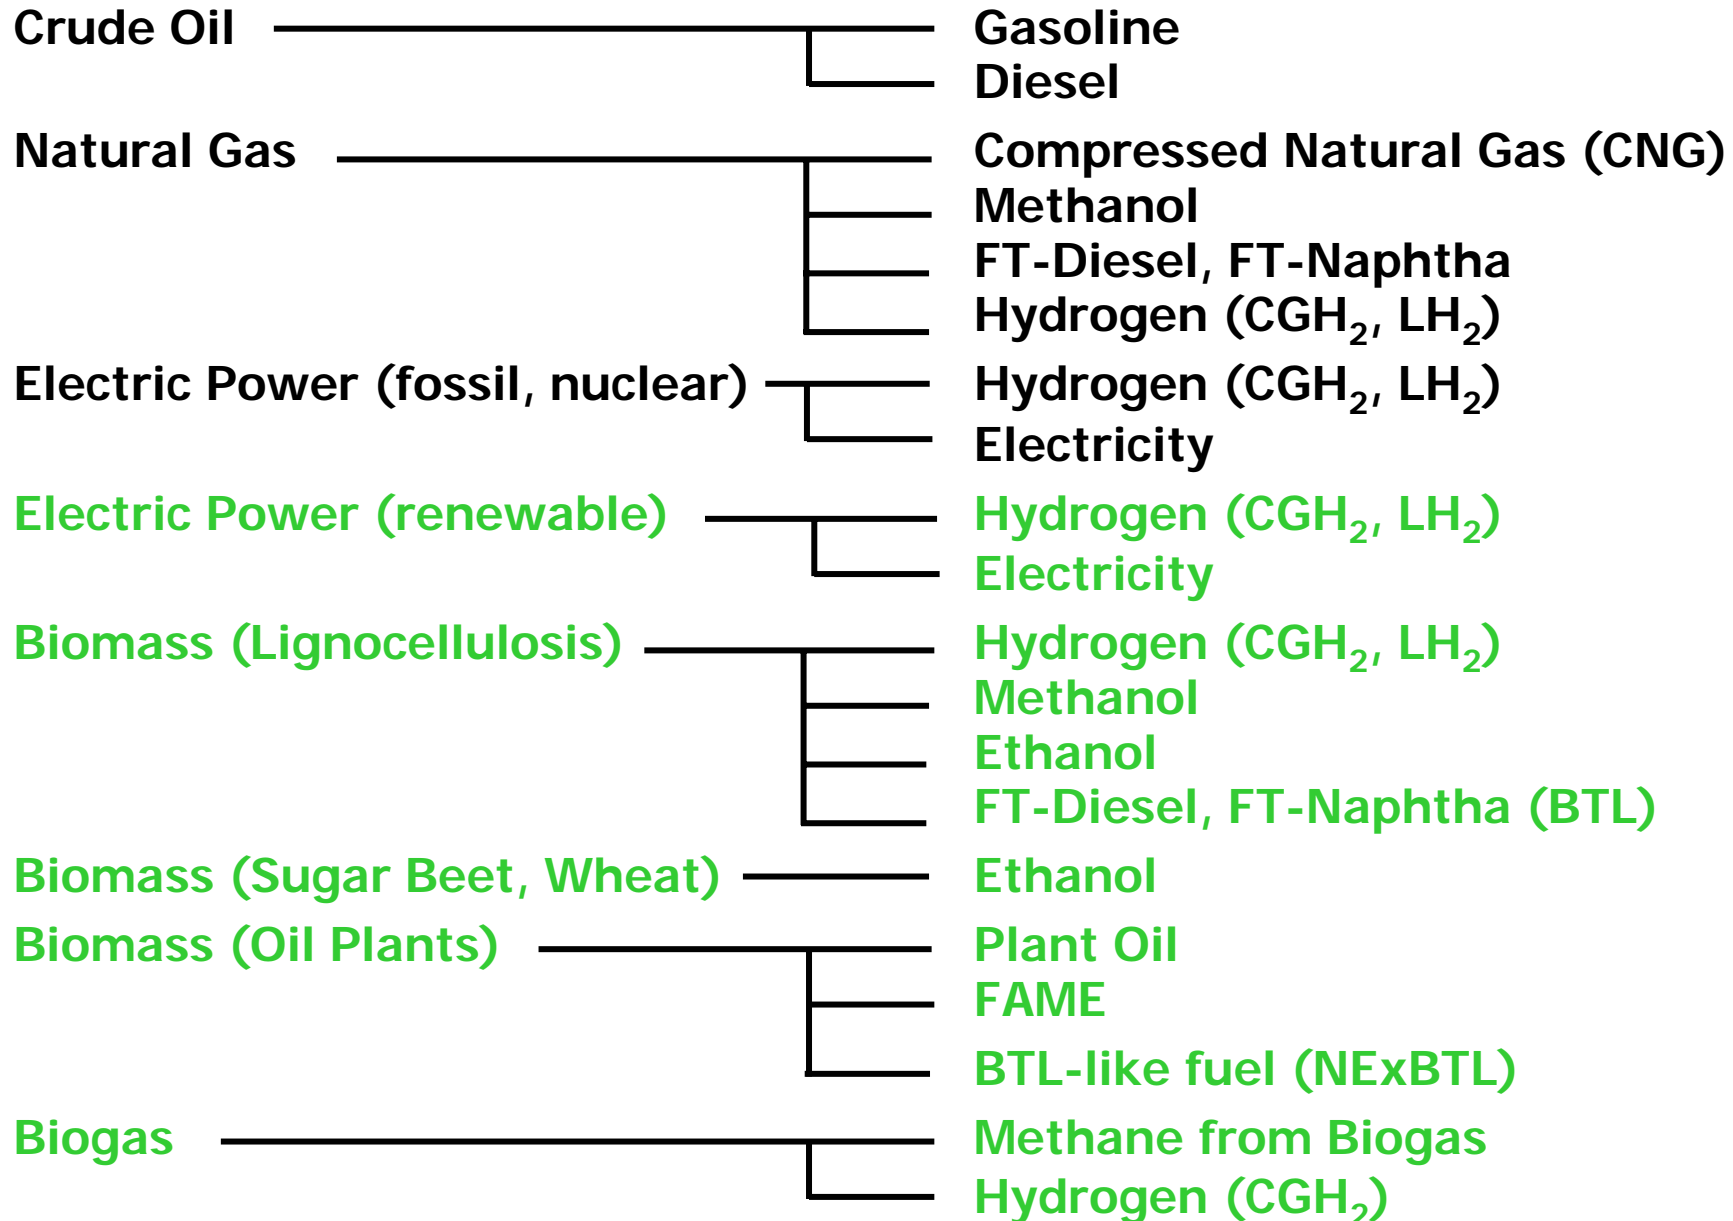 Crude Oil Gasoline
Diesel
Natural Gas Compressed Natural Gas (CNG)
Methanol
FT-Diesel, FT-Naphtha
Hydrogen (CGH₂, LH₂)
Electric Power (fossil, nuclear) Hydrogen (CGH₂, LH₂)
Electricity
Electric Power (renewable) Hydrogen (CGH₂, LH₂)
Electricity
Biomass (Lignocellulosis) Hydrogen (CGH₂, LH₂)
Methanol
Ethanol
FT-Diesel, FT-Naphtha (BTL)
Biomass (Sugar Beet, Wheat) Ethanol
Biomass (Oil Plants) Plant Oil
FAME
BTL-like fuel (NExBTL)
Biogas Methane from Biogas
Hydrogen (CGH₂)